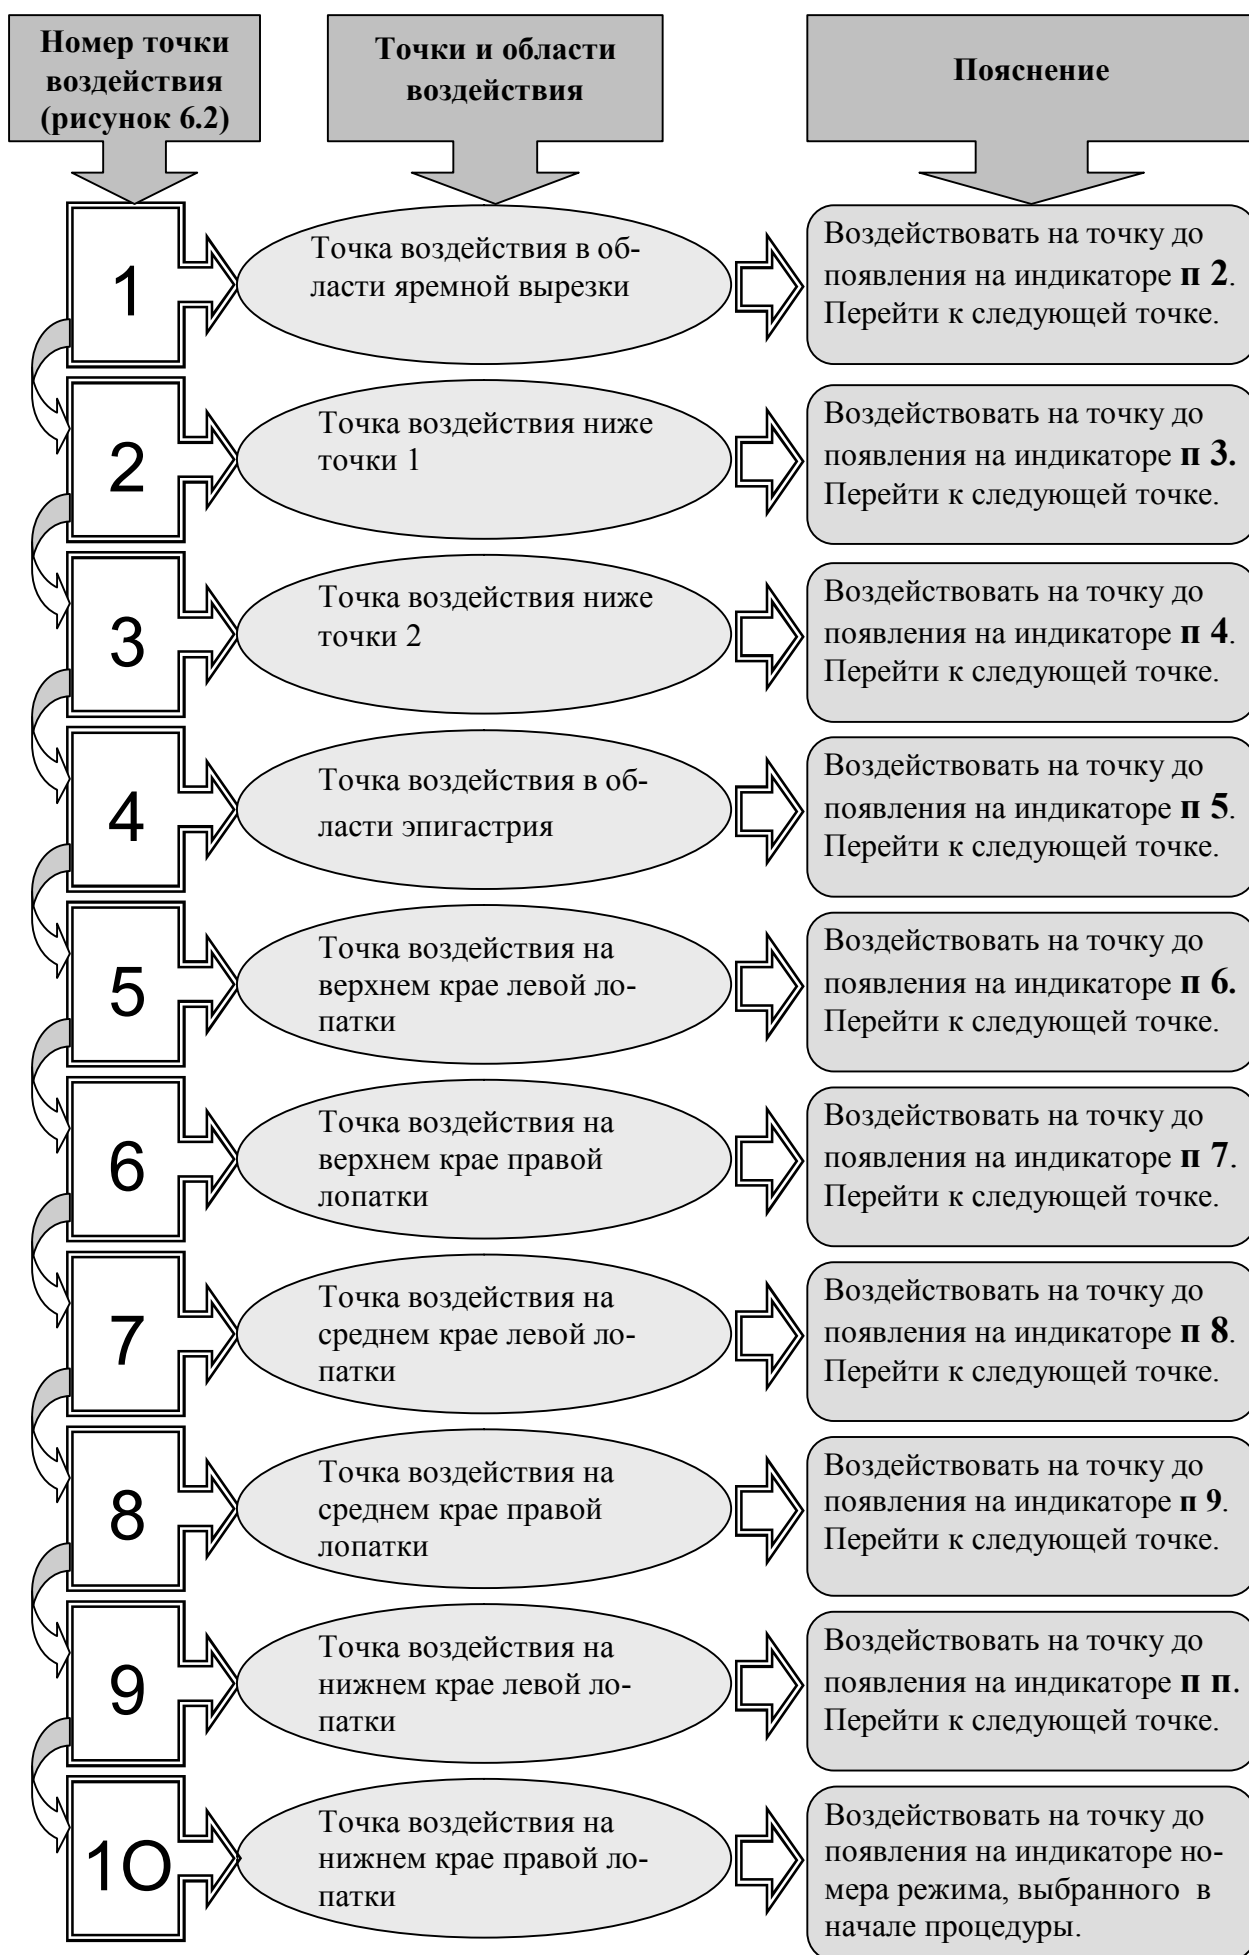 Номер точки
воздействия
(рисунок 6.2)
Точки и области
воздействия
Пояснение
1
Точка воздействия в об-
ласти яремной вырезки
Воздействовать на точку до
появления на индикаторе п 2.
Перейти к следующей точке.
2
Точка воздействия ниже
точки 1
Воздействовать на точку до
появления на индикаторе п 3.
Перейти к следующей точке.
3
Точка воздействия ниже
точки 2
Воздействовать на точку до
появления на индикаторе п 4.
Перейти к следующей точке.
4
Точка воздействия в об-
ласти эпигастрия
Воздействовать на точку до
появления на индикаторе п 5.
Перейти к следующей точке.
5
Точка воздействия на
верхнем крае левой ло-
патки
Воздействовать на точку до
появления на индикаторе п 6.
Перейти к следующей точке.
6
Точка воздействия на
верхнем крае правой
лопатки
Воздействовать на точку до
появления на индикаторе п 7.
Перейти к следующей точке.
7
Точка воздействия на
среднем крае левой ло-
патки
Воздействовать на точку до
появления на индикаторе п 8.
Перейти к следующей точке.
8
Точка воздействия на
среднем крае правой
лопатки
Воздействовать на точку до
появления на индикаторе п 9.
Перейти к следующей точке.
9
Точка воздействия на
нижнем крае левой ло-
патки
Воздействовать на точку до
появления на индикаторе п п.
Перейти к следующей точке.
1О
Точка воздействия на
нижнем крае правой ло-
патки
Воздействовать на точку до
появления на индикаторе но-
мера режима, выбранного в
начале процедуры.